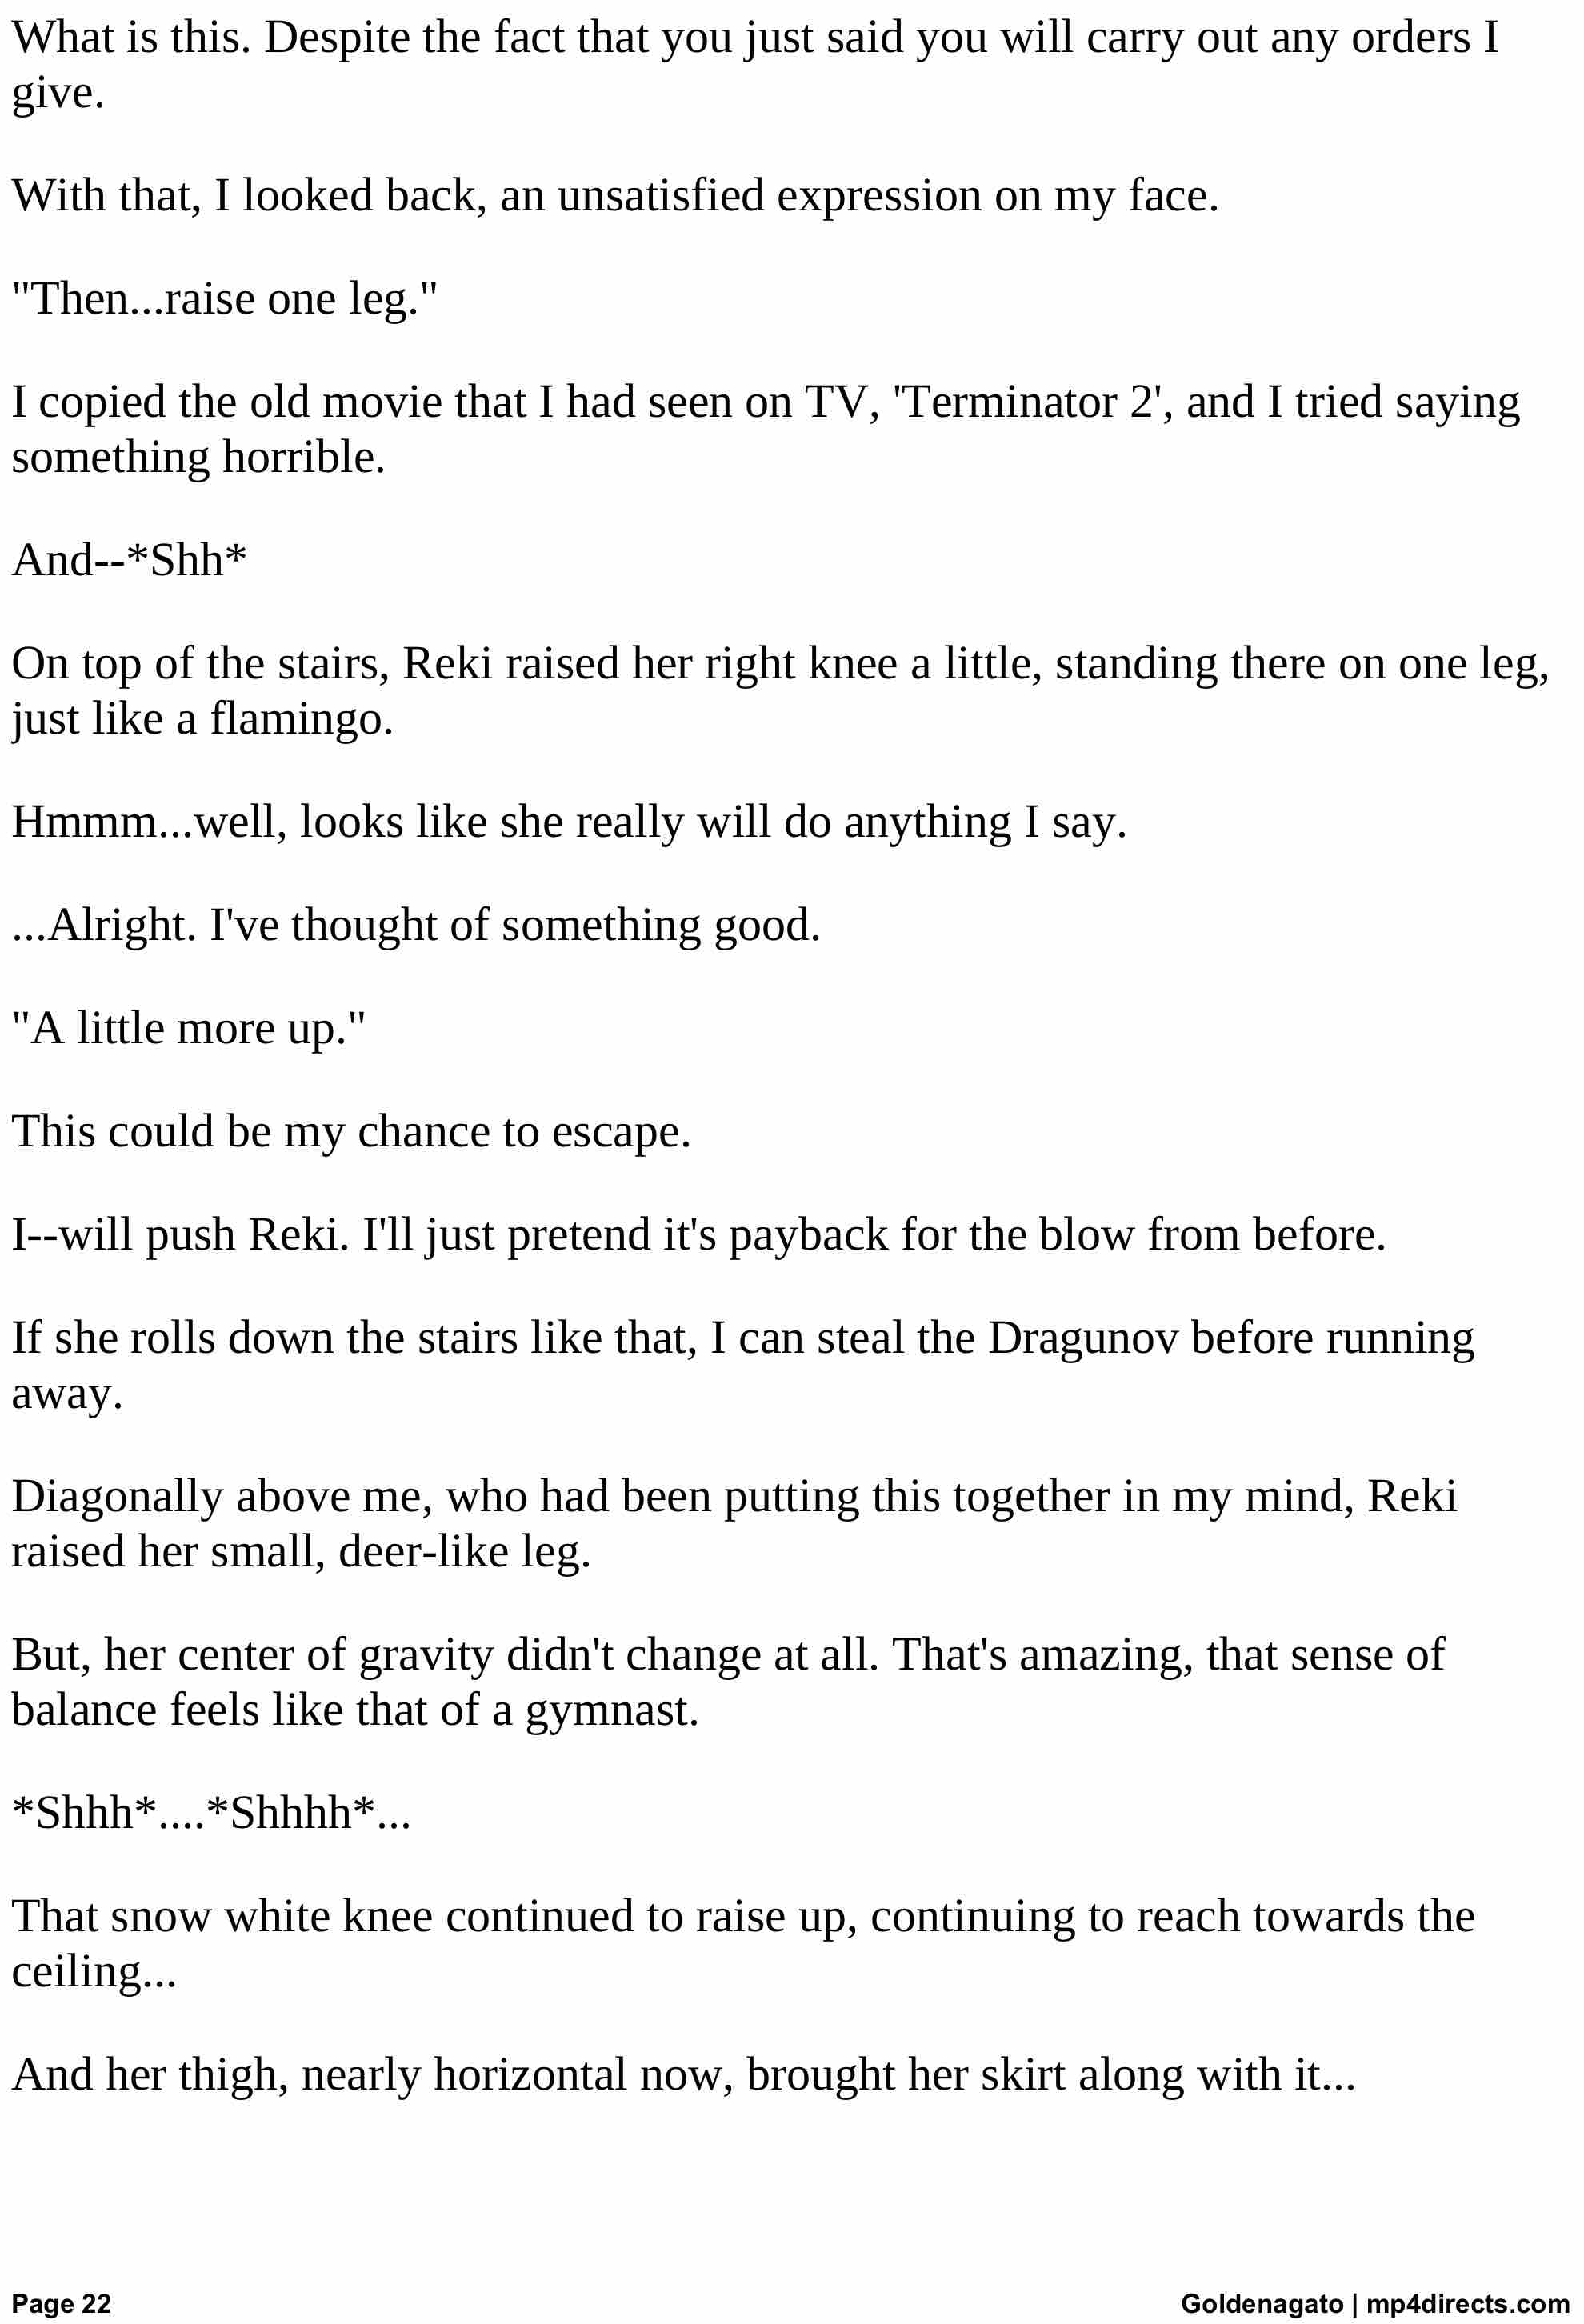 What is this. Despite the fact that you just said you will carry out any orders I
give.
With that, I looked back, an unsatisfied expression on my face.
"Then...raise one leg."
I copied the old movie that I had seen on TV, 'Terminator 2', and I tried saying
something horrible.
And--*Shh*
On top of the stairs, Reki raised her right knee a little, standing there on one leg,
just like a flamingo.
Hmmm...well, looks like she really will do anything I say.
...Alright. I've thought of something good.
"A little more up."
This could be my chance to escape.
I--will push Reki. I'll just pretend it's payback for the blow from before.
If she rolls down the stairs like that, I can steal the Dragunov before running
away.
Diagonally above me, who had been putting this together in my mind, Reki
raised her small, deer-like leg.
But, her center of gravity didn't change at all. That's amazing, that sense of
balance feels like that of a gymnast.
*Shhh*....*Shhhh*...
That snow white knee continued to raise up, continuing to reach towards the
ceiling...
And her thigh, nearly horizontal now, brought her skirt along with it...
Page 22
Goldenagato | mp4directs.com